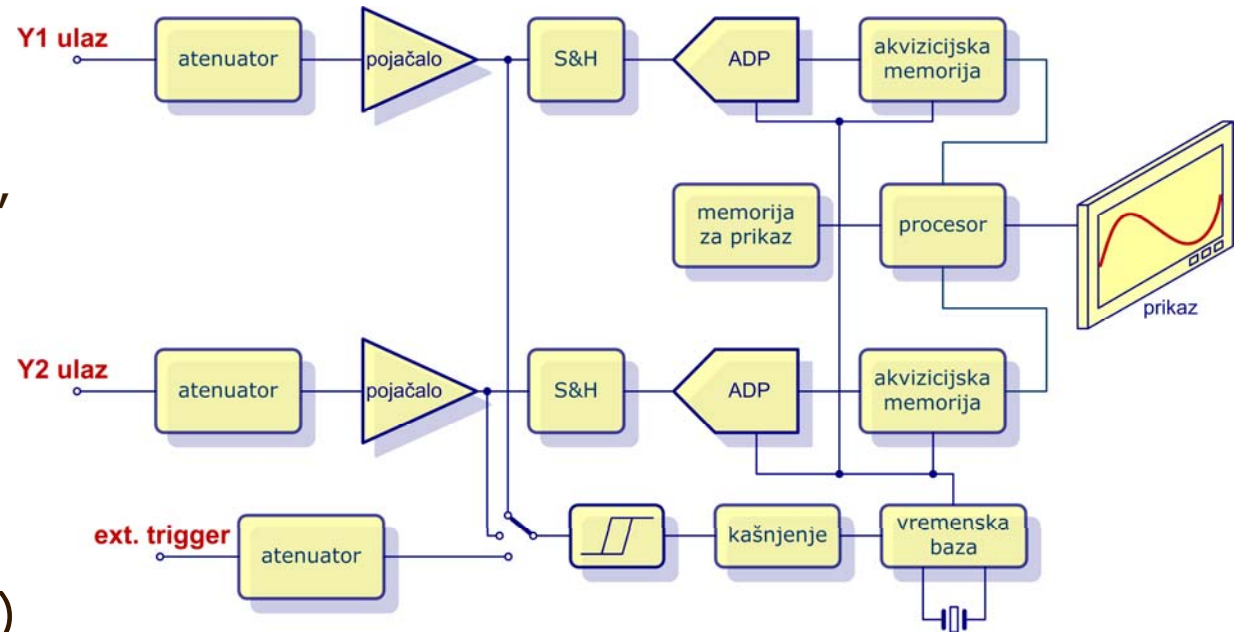 Y1 ulaz
atenuator
pojačalo
S&H
ADP
akvizicijska
memorija
,
memorija
za prikaz
procesor
prikaz
Y2 ulaz
atenuator
pojačalo
S&H
ADP
akvizicijska
memorija
ext. trigger
atenuator
kašnjenje
vremenska
baza
)